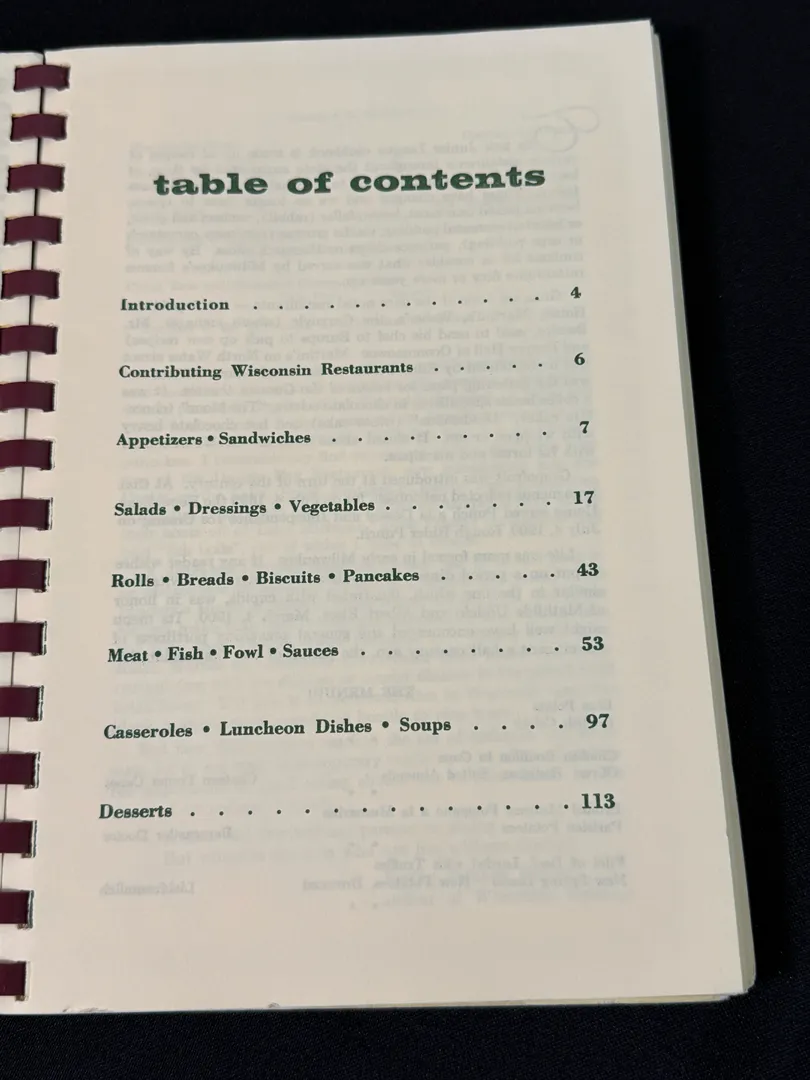 table of contents
Introduction . . . . . . . . . . . 4
Contributing Wisconsin Restaurants . . . . . 6
Appetizers • Sandwiches . . . . . . . . . 7
Salads • Dressings • Vegetables . . . . . . . 17
Rolls • Breads • Biscuits • Pancakes . . . . . 43
Meat • Fish • Fowl • Sauces . . . . . . . . 53
Casseroles • Luncheon Dishes • Soups . . . . 97
Desserts . . . . . . . . . . . . . . 113